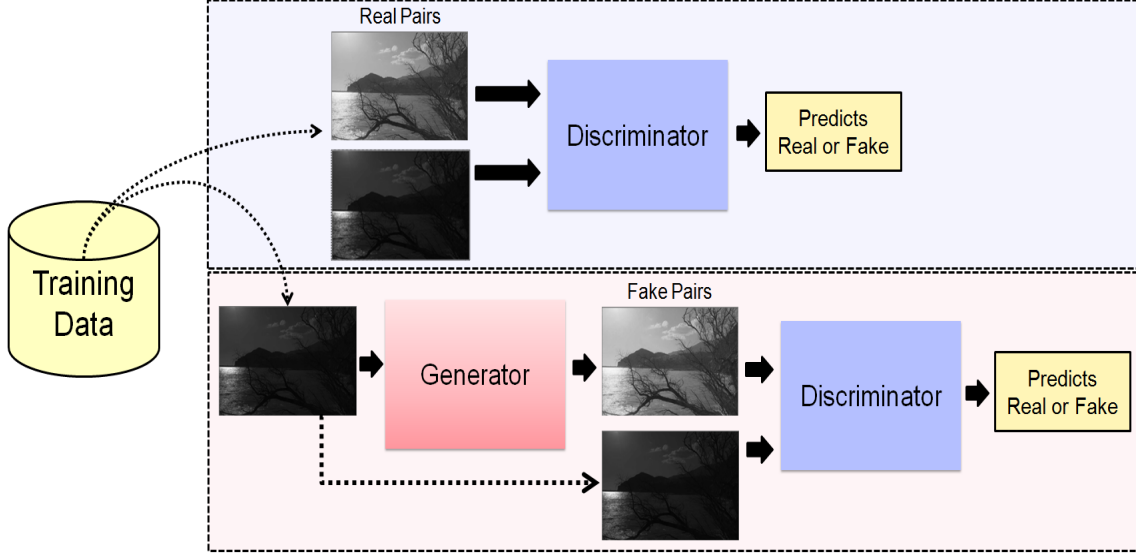 Real Pairs
Discriminator
Predicts
Real or Fake
Training
Data
Fake Pairs
Generator
Discriminator
Predicts
Real or Fake